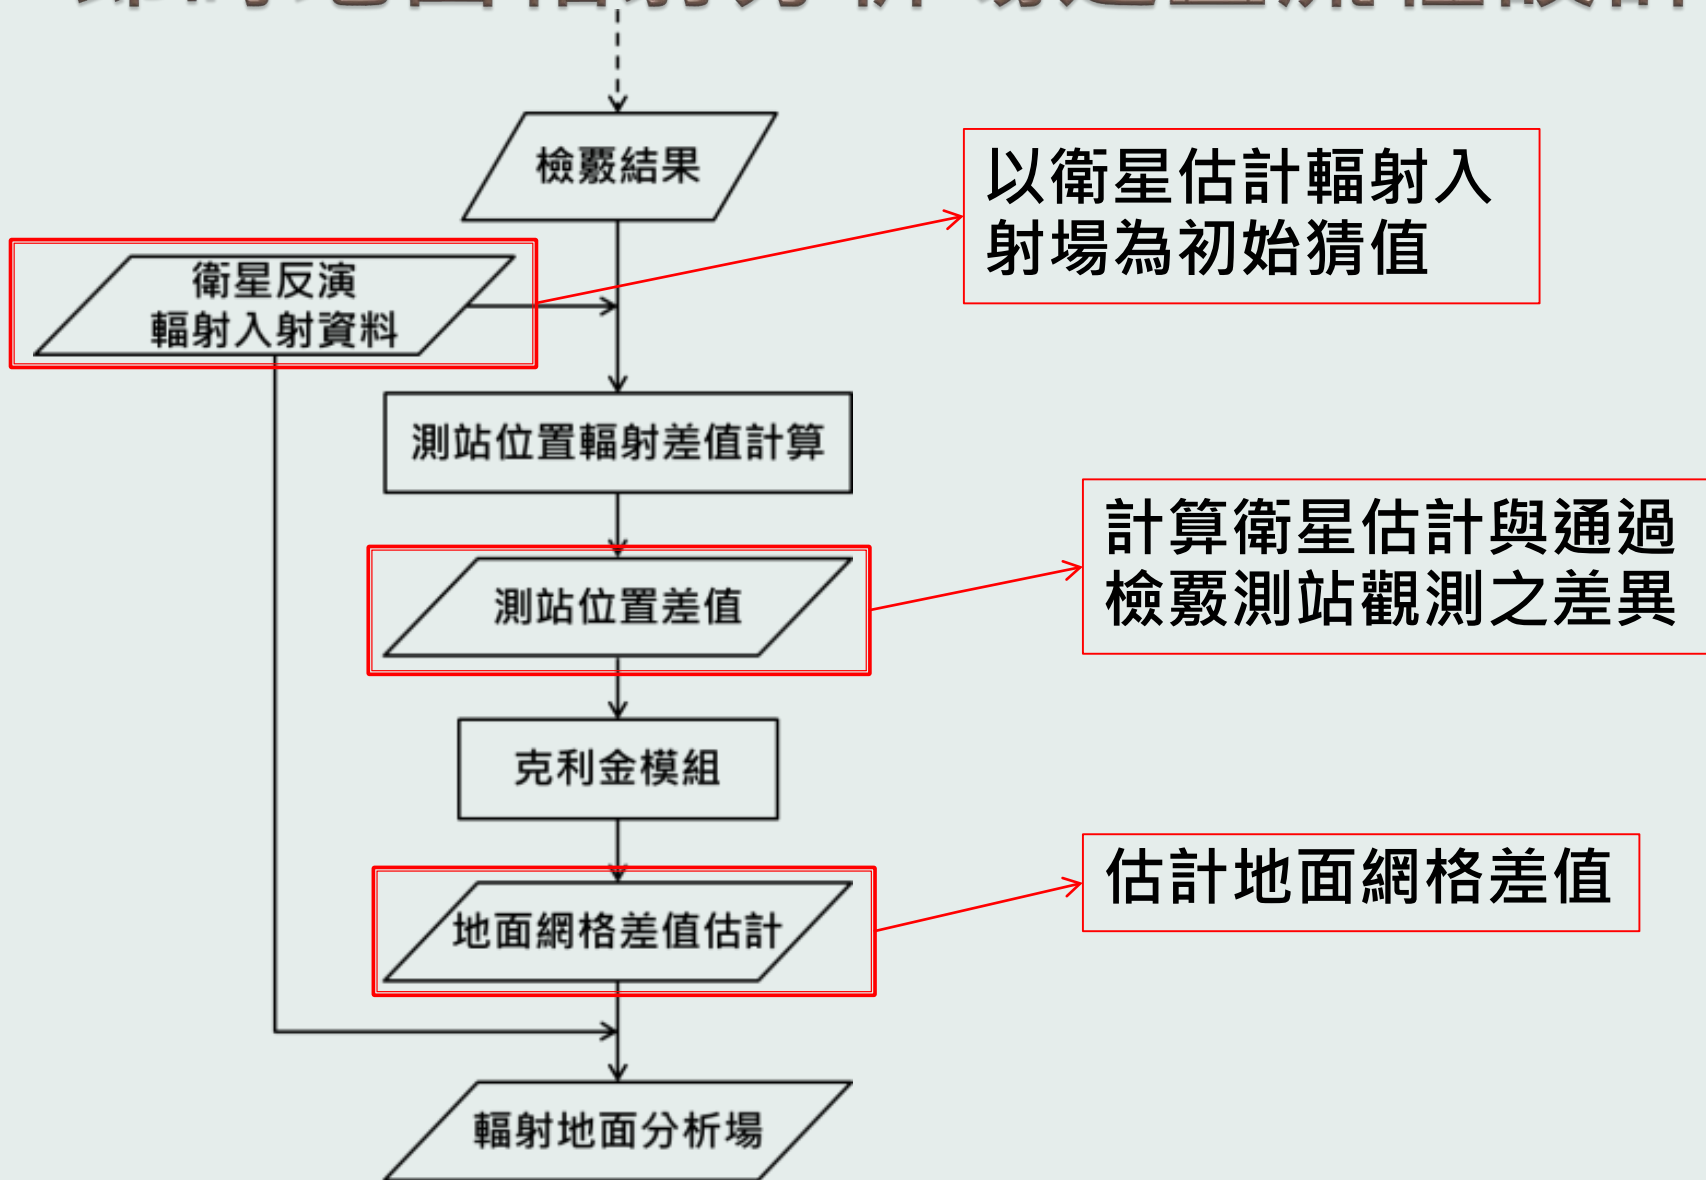 檢覈結果
以衛星估計輻射入
射場為初始猜值
衛星反演
輻射入射資料
測站位置輻射差值計算
計算衛星估計與通過
檢覈測站觀測之差異
測站位置差值
克利金模組
估計地面網格差值
地面網格差值估計
輻射地面分析場